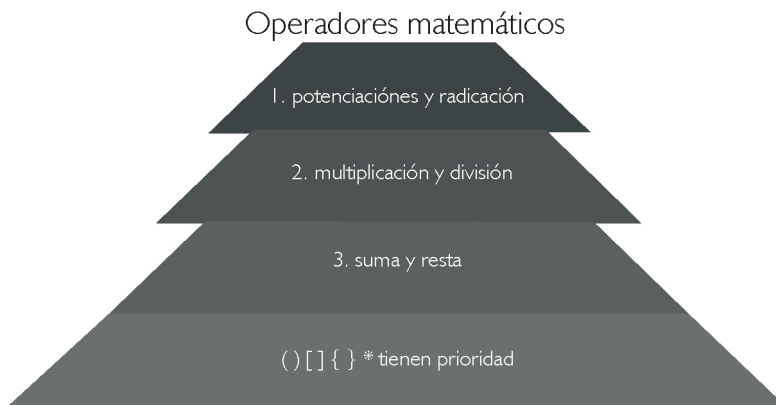 Operadores matemáticos
1. potenciaciónes y radicación
2. multiplicación y división
3. suma y resta
( ) [ ] { } * tienen prioridad